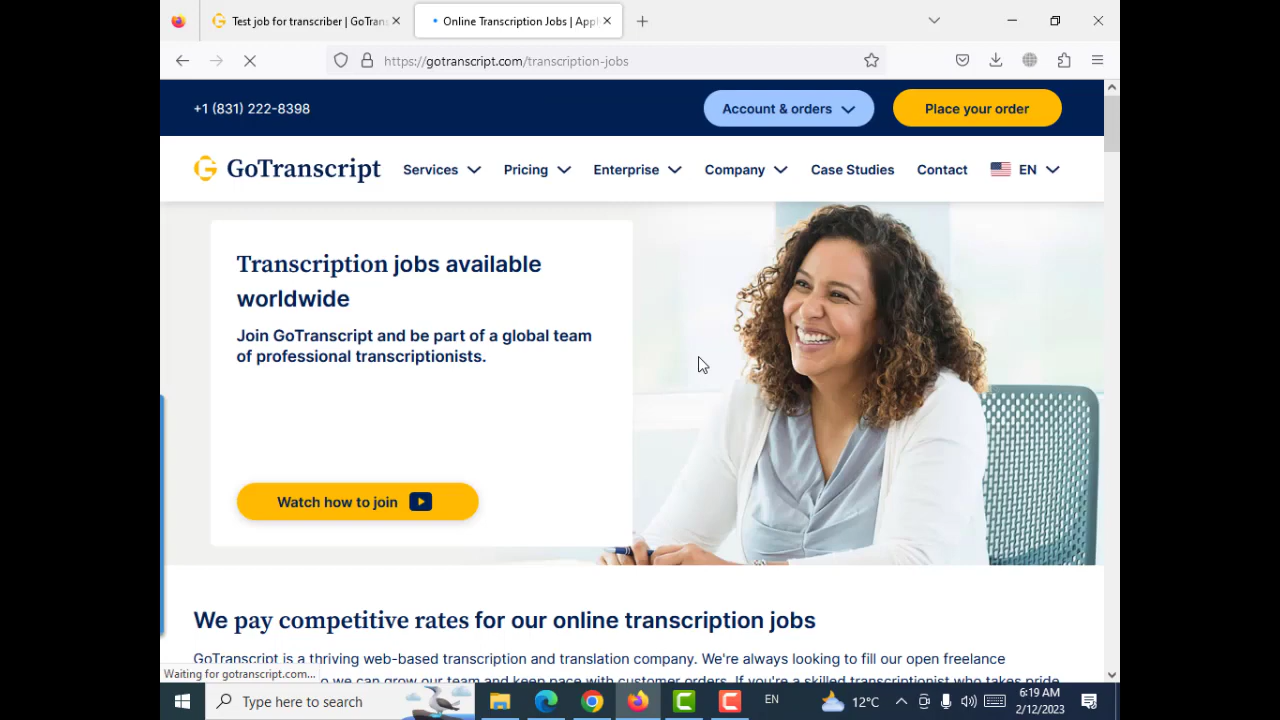 Test job for transcriber | GoTrans
Online Transcription Jobs | Appl
https://gotranscript.com/transcription-jobs
+1 (831) 222-8398
Account & orders
Place your order
GoTranscript
Services
Pricing
Enterprise
Company
Case Studies
Contact
EN
Transcription jobs available
worldwide
Join GoTranscript and be part of a global team
of professional transcriptionists.
Watch how to join
We pay competitive rates for our online transcription jobs
GoTranscript is a thriving web-based transcription and translation company. We're always looking to fill our open freelance
o we can grow our team and keep pace with customer orders. If you're a skilled transcriptionist who takes pride
Waiting for gotranscript.com...
Type here to search
EN
12°C
6:19 AM
2/12/2023